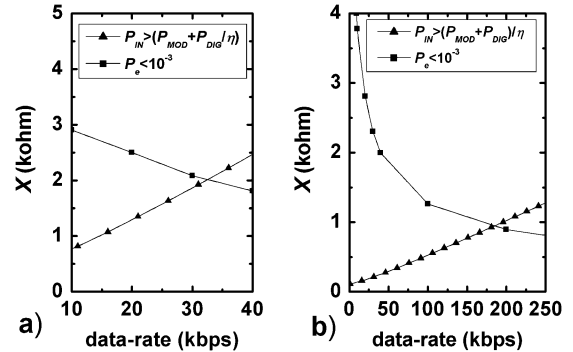 P_IN>(P_MOD+P_DIG/η)
P_e<10^-3
5
4
3
2
1
0
X (kohm)
10 20 30 40
data-rate (kbps)
a)
P_IN>(P_MOD+P_DIG)/η
P_e<10^-3
4
3
2
1
0
X (kohm)
0 50 100 150 200 250
data-rate (kbps)
b)